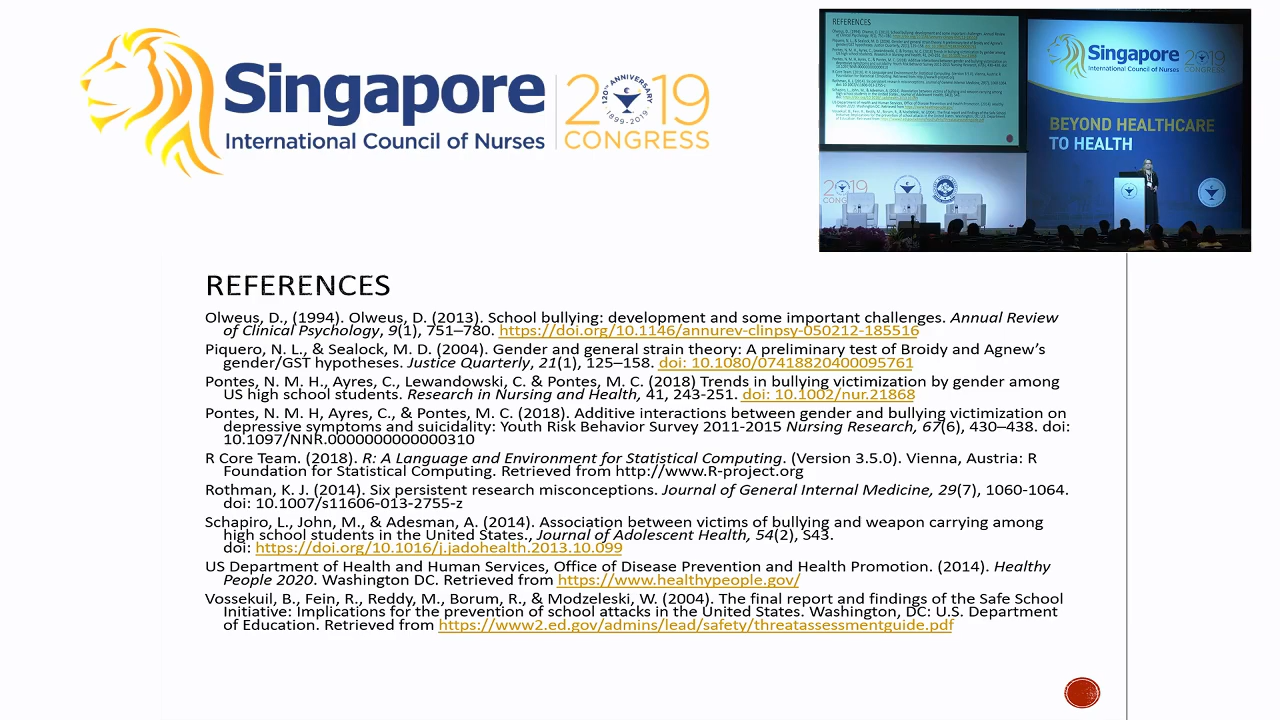 Singapore
International Council of Nurses
2019
120th ANNIVERSARY
1899-2019
CONGRESS
REFERENCES
BEYOND HEALTHCARE
TO HEALTH
Singapore
International Council of Nurses
2019
CONGRESS
2019
REFERENCES
Olweus, D., (1994). Olweus, D. (2013). School bullying: development and some important challenges. Annual Review
of Clinical Psychology, 9(1), 751–780. https://doi.org/10.1146/annurev-clinpsy-050212-185516
Piquero, N. L., & Sealock, M. D. (2004). Gender and general strain theory: A preliminary test of Broidy and Agnew’s
gender/GST hypotheses. Justice Quarterly, 21(1), 125–158. doi: 10.1080/07418820400095761
Pontes, N. M. H., Ayres, C., Lewandowski, C. & Pontes, M. C. (2018) Trends in bullying victimization by gender among
US high school students. Research in Nursing and Health, 41, 243-251. doi: 10.1002/nur.21868
Pontes, N. M. H, Ayres, C., & Pontes, M. C. (2018). Additive interactions between gender and bullying victimization on
depressive symptoms and suicidality: Youth Risk Behavior Survey 2011-2015 Nursing Research, 67(6), 430–438. doi:
10.1097/NNR.0000000000000310
R Core Team. (2018). R: A Language and Environment for Statistical Computing. (Version 3.5.0). Vienna, Austria: R
Foundation for Statistical Computing. Retrieved from http://www.R-project.org
Rothman, K. J. (2014). Six persistent research misconceptions. Journal of General Internal Medicine, 29(7), 1060-1064.
doi: 10.1007/s11606-013-2755-z
Schapiro, L., John, M., & Adesman, A. (2014). Association between victims of bullying and weapon carrying among
high school students in the United States., Journal of Adolescent Health, 54(2), S43.
doi: https://doi.org/10.1016/j.jadohealth.2013.10.099
US Department of Health and Human Services, Office of Disease Prevention and Health Promotion. (2014). Healthy
People 2020. Washington DC. Retrieved from https://www.healthypeople.gov/
Vossekuil, B., Fein, R., Reddy, M., Borum, R., & Modzeleski, W. (2004). The final report and findings of the Safe School
Initiative: Implications for the prevention of school attacks in the United States. Washington, DC: U.S. Department
of Education. Retrieved from https://www2.ed.gov/admins/lead/safety/threatassessmentguide.pdf